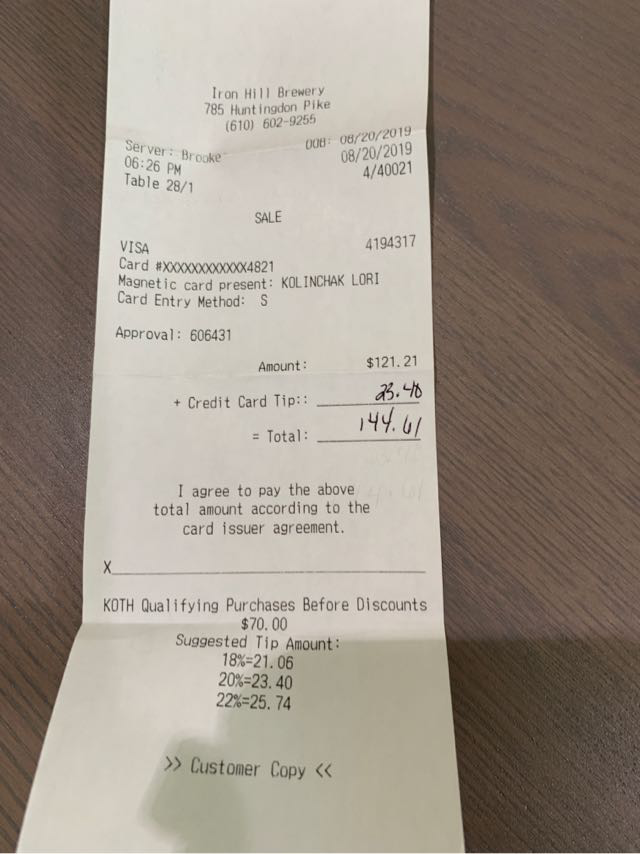 Iron Hill Brewery
785 Huntingdon Pike
(610) 602-9255
Server: Brooke DOB: 08/20/2019
06:26 PM 08/20/2019
Table 28/1 4/40021
SALE
VISA 4194317
Card #XXXXXXXXXXXX4821
Magnetic card present: KOLINCHAK LORI
Card Entry Method: S
Approval: 606431
Amount: $121.21
+ Credit Card Tip:: 23.40
= Total: 144.61
I agree to pay the above
total amount according to the
card issuer agreement.
X
KOTH Qualifying Purchases Before Discounts
$70.00
Suggested Tip Amount:
18%=21.06
20%=23.40
22%=25.74
>> Customer Copy <<